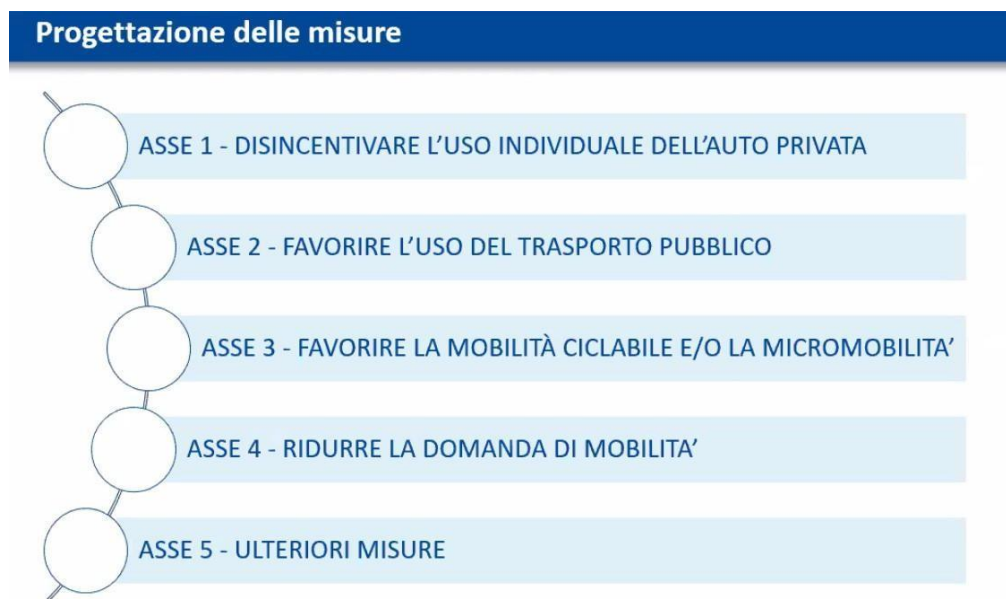 Progettazione delle misure
ASSE 1 - DISINCENTIVARE L’USO INDIVIDUALE DELL’AUTO PRIVATA
ASSE 2 - FAVORIRE L’USO DEL TRASPORTO PUBBLICO
ASSE 3 - FAVORIRE LA MOBILITÀ CICLABILE E/O LA MICROMOBILITA’
ASSE 4 - RIDURRE LA DOMANDA DI MOBILITA’
ASSE 5 - ULTERIORI MISURE